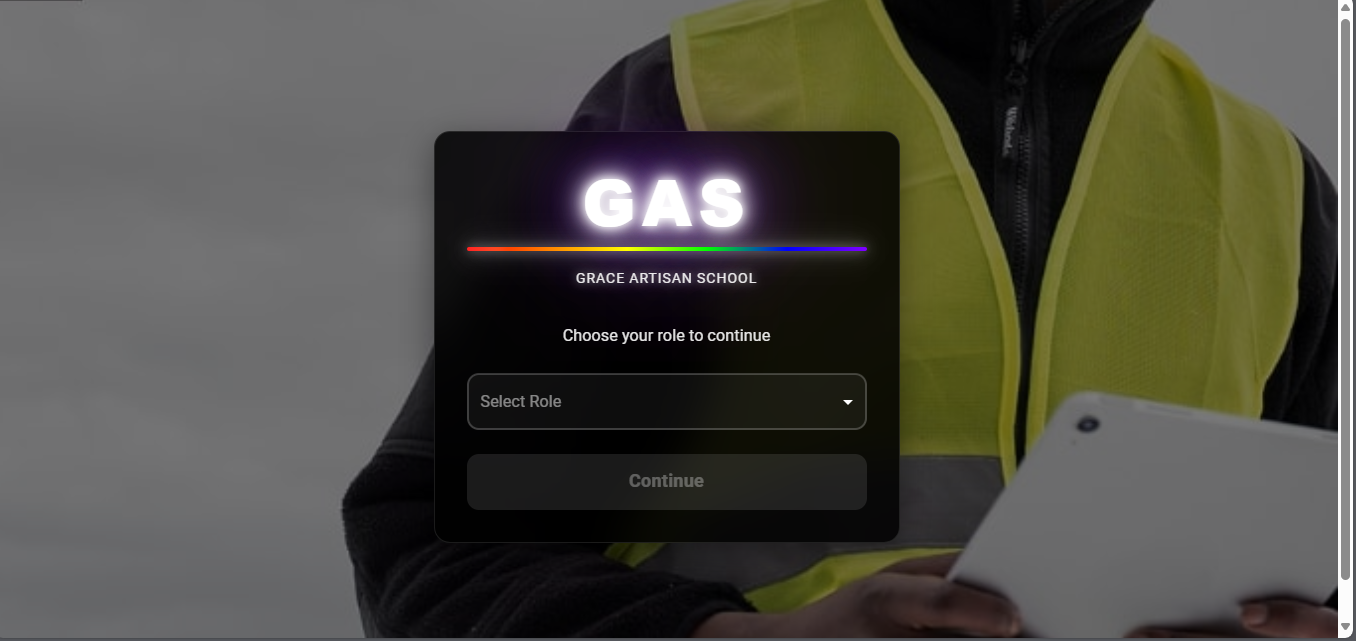 GAS
GRACE ARTISAN SCHOOL
Choose your role to continue
Select Role
Continue